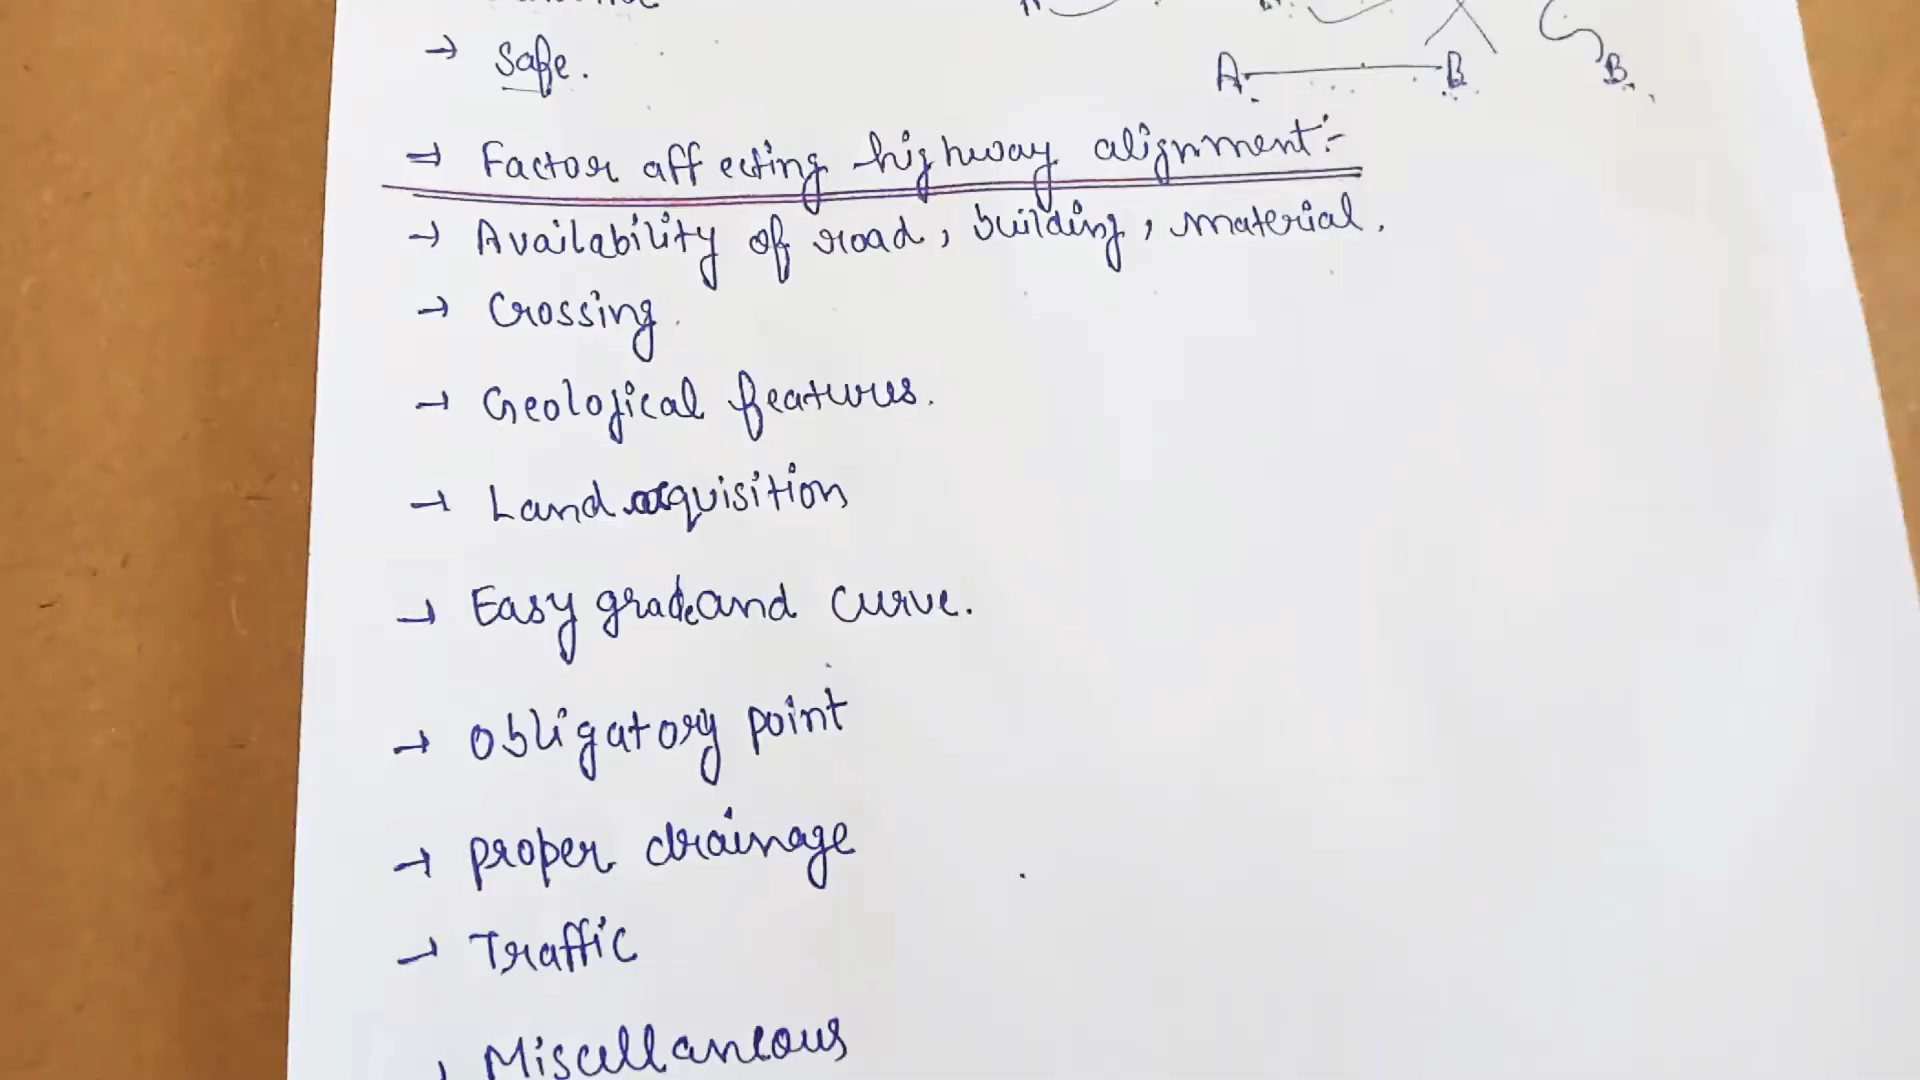 → Safe.
A B
B
⇒ Factor affecting highway alignment:-
→ Availability of road, building, material.
→ Crossing.
→ Geological features.
→ Land acquisition
→ Easy grade and curve.
→ Obligatory point
→ proper drainage
→ Traffic
→ Miscellaneous